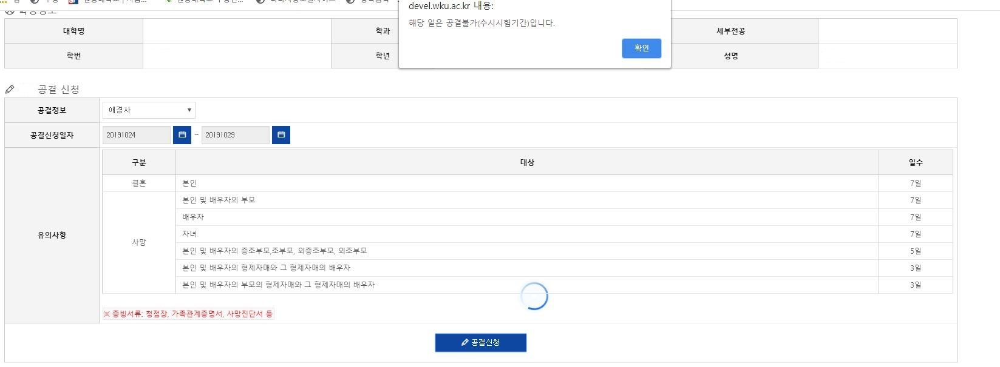 devel.wku.ac.kr 내용:
해당 일은 공결불가(수시시험기간)입니다.
확인
대학명 학과 세부전공
학번 학년 성명
공결 신청
공결정보 애경사
공결신청일자 20191024 ~ 20191029
구분 대상 일수
결혼 본인 7일
본인 및 배우자의 부모 7일
배우자 7일
자녀 7일
유의사항
사망
본인 및 배우자의 증조부모,조부모, 외증조부모, 외조부모 5일
본인 및 배우자의 형제자매와 그 형제자매의 배우자 3일
본인 및 배우자의 부모의 형제자매와 그 형제자매의 배우자 3일
※ 증빙서류: 청접장, 가족관계증명서, 사망진단서 등
공결신청